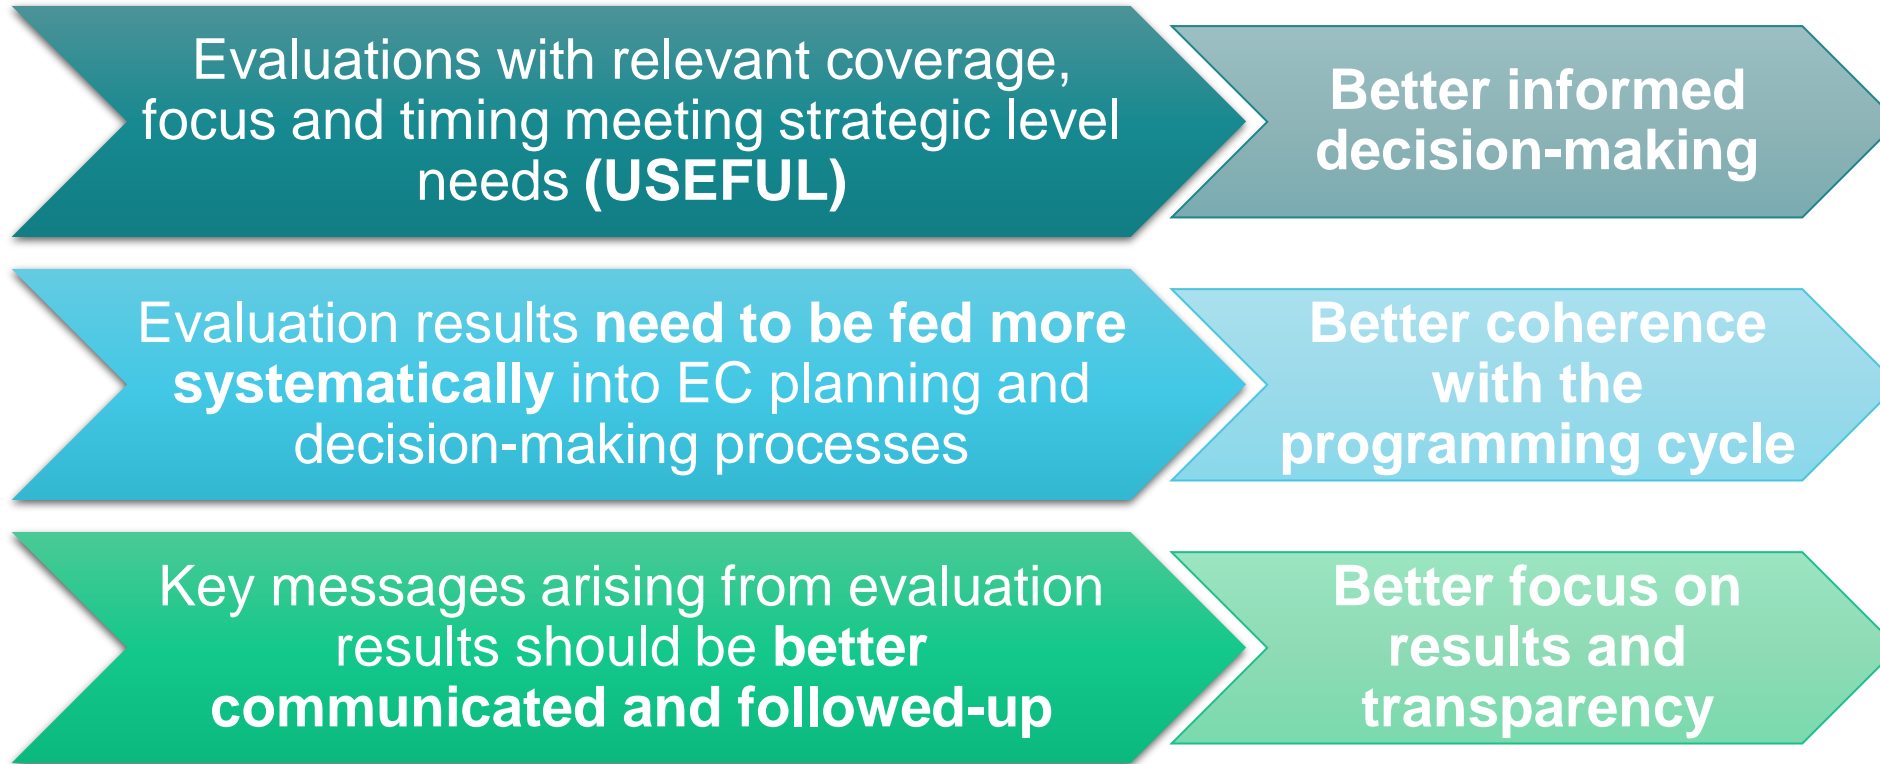 Evaluations with relevant coverage,
focus and timing meeting strategic level
needs (USEFUL)
Better informed
decision-making
Evaluation results need to be fed more
systematically into EC planning and
decision-making processes
Better coherence
with the
programming cycle
Key messages arising from evaluation
results should be better
communicated and followed-up
Better focus on
results and
transparency